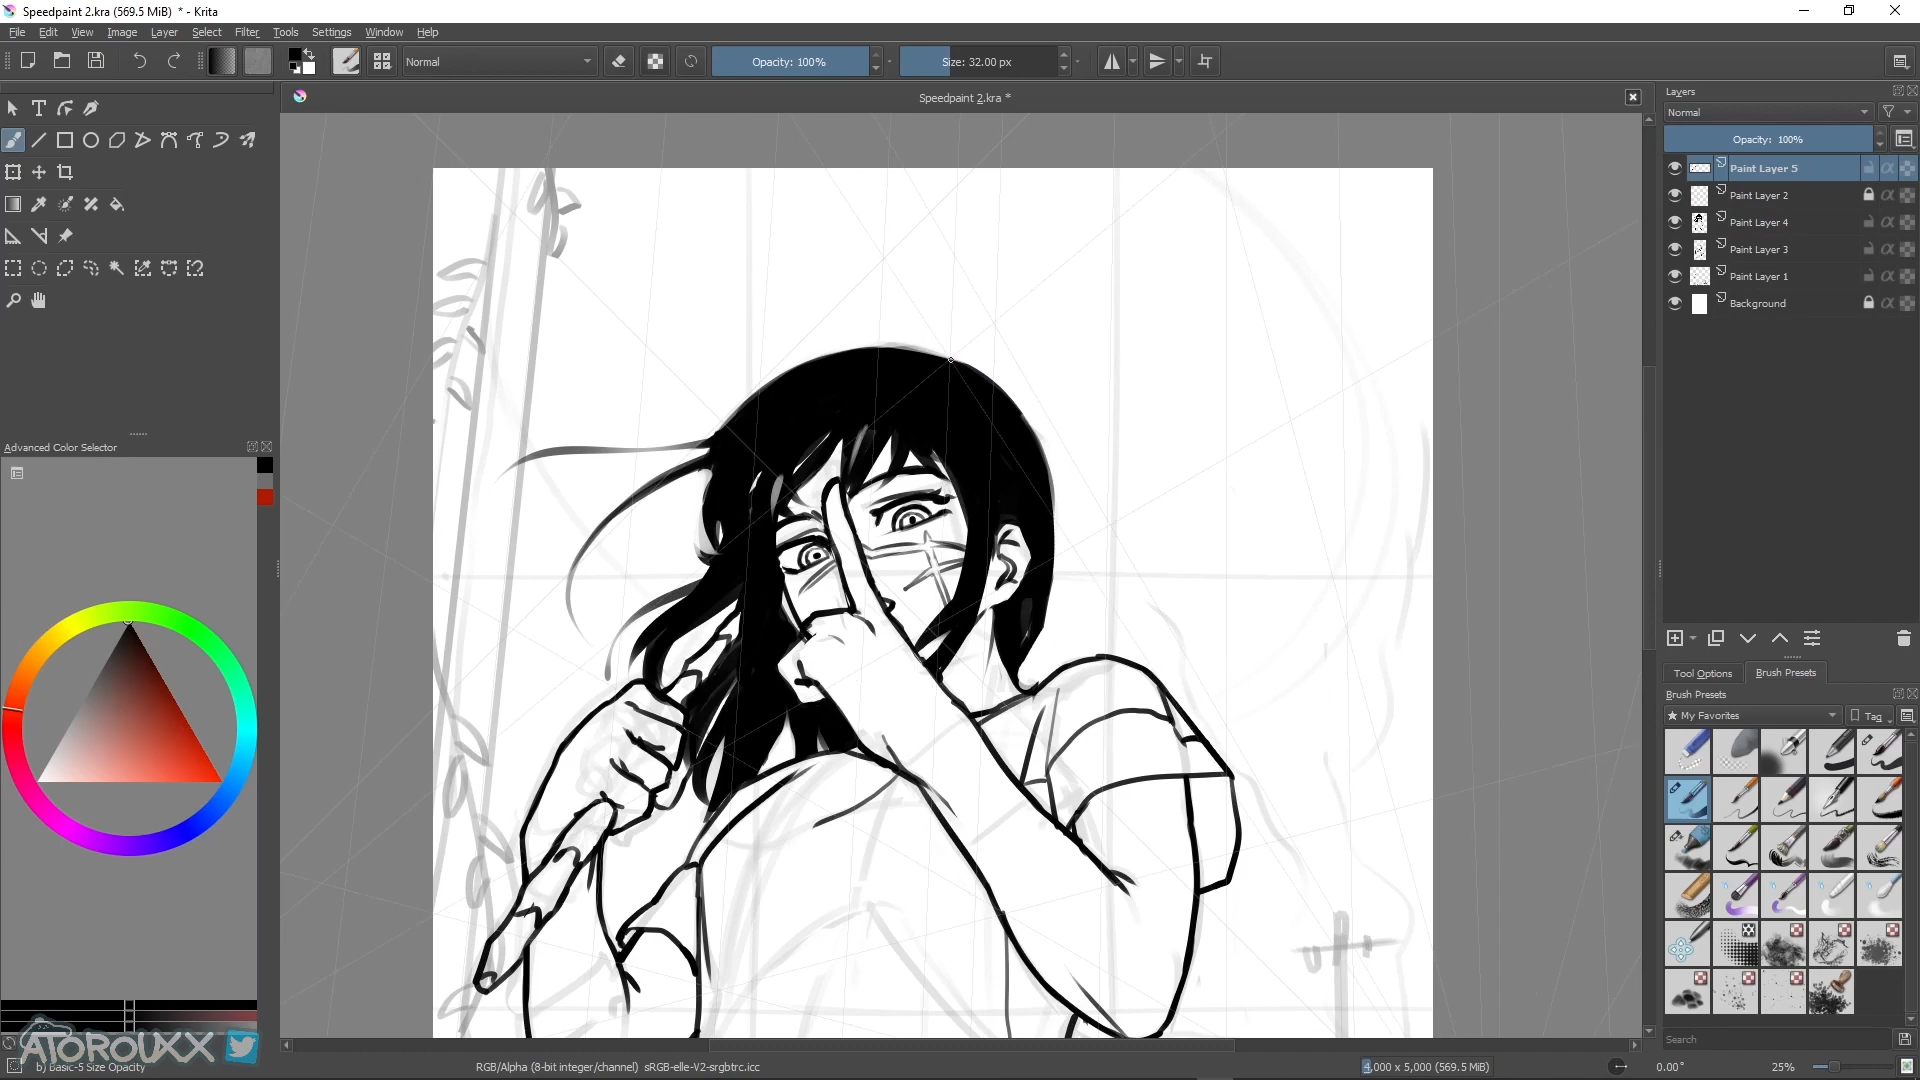 Speedpaint 2.kra (569.5 MiB) * - Krita
File Edit View Image Layer Select Filter Tools Settings Window Help
Normal
Opacity: 100%
Size: 32.00 px
Speedpaint 2.kra *
Layers
Normal
Opacity: 100%
Paint Layer 5
Paint Layer 2
Paint Layer 4
Paint Layer 3
Paint Layer 1
Background
Advanced Color Selector
Tool Options Brush Presets
Brush Presets
★ My Favorites
Tag
Search
ATOROUXX
b) Basic-5 Size Opacity
RGB/Alpha (8-bit integer/channel) sRGB-elle-V2-srgbtrc.icc
4,000 x 5,000 (569.5 MiB)
0.00°
25%